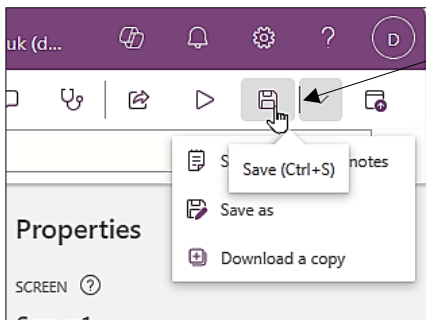 uk (d...
?
D
S
notes
Save (Ctrl+S)
Save as
Download a copy
Properties
SCREEN ?